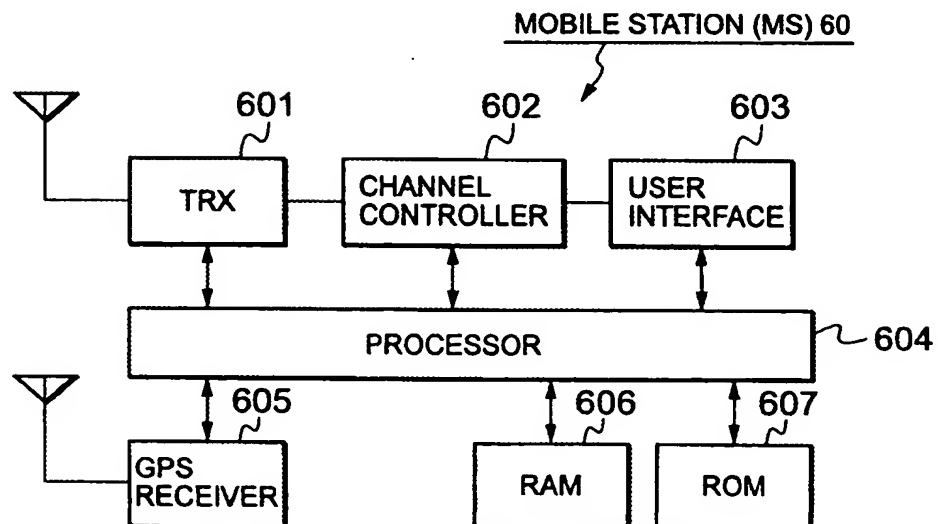 MOBILE STATION (MS) 60
601
602
603
TRX
CHANNEL
CONTROLLER
USER
INTERFACE
PROCESSOR
604
605
606
607
GPS
RECEIVER
RAM
ROM